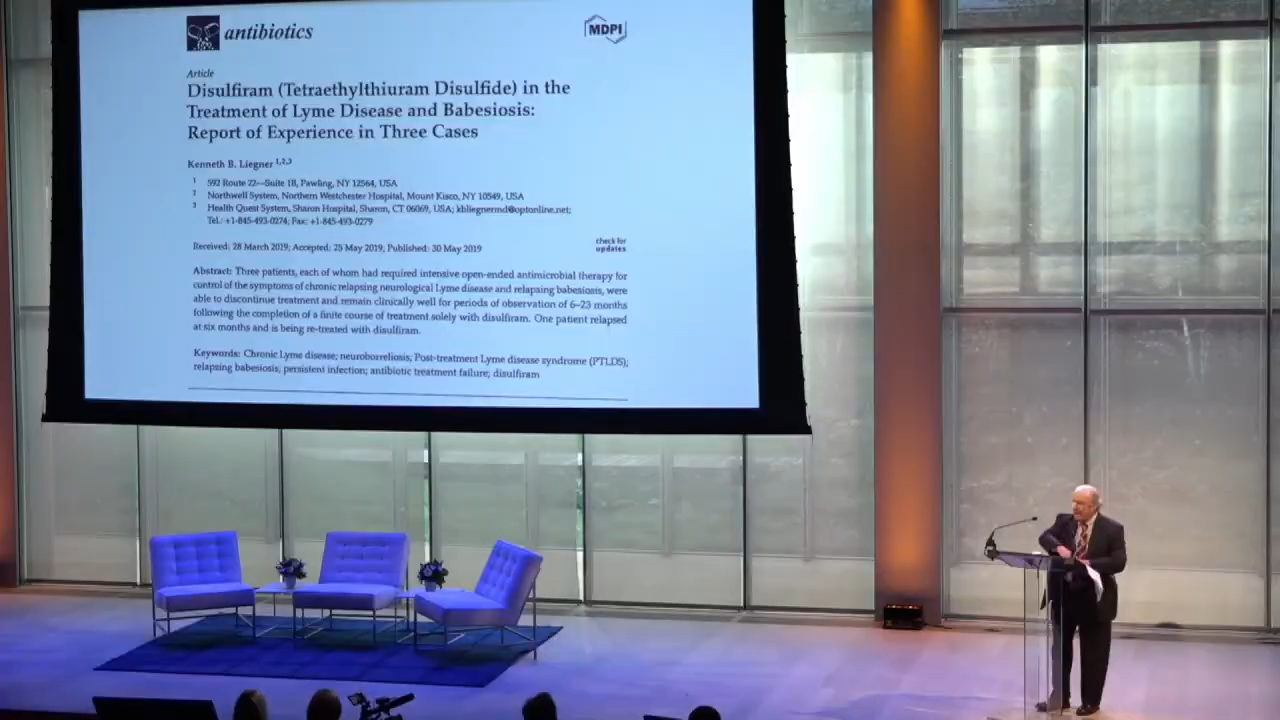 antibiotics
MDPI
Article
Disulfiram (Tetraethylthiuram Disulfide) in the
Treatment of Lyme Disease and Babesiosis:
Report of Experience in Three Cases
Kenneth B. Liegner 1,2,3
1 592 Route 22—Suite 1B, Pawling, NY 12564, USA
2 Northwell System, Northern Westchester Hospital, Mount Kisco, NY 10549, USA
3 Health Quest System, Sharon Hospital, Sharon, CT 06069, USA; kbliegnermd@optonline.net;
Tel.: +1-845-493-0274; Fax: +1-845-493-0279
Received: 28 March 2019; Accepted: 25 May 2019; Published: 30 May 2019
check for
updates
Abstract: Three patients, each of whom had required intensive open-ended antimicrobial therapy for
control of the symptoms of chronic relapsing neurological Lyme disease and relapsing babesiosis, were
able to discontinue treatment and remain clinically well for periods of observation of 6–23 months
following the completion of a finite course of treatment solely with disulfiram. One patient relapsed
at six months and is being re-treated with disulfiram.
Keywords: Chronic Lyme disease; neuroborreliosis; Post-treatment Lyme disease syndrome (PTLDS);
relapsing babesiosis; persistent infection; antibiotic treatment failure; disulfiram